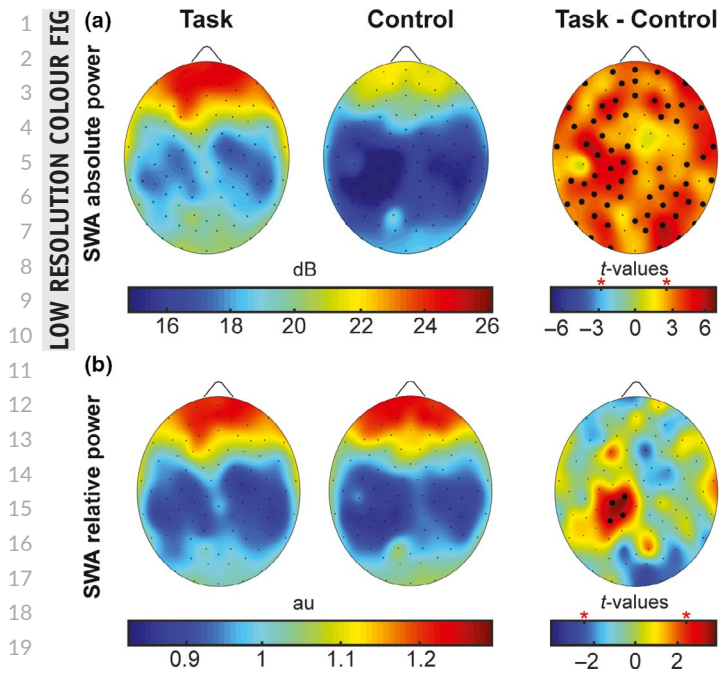 1
2
3
4
5
6
7
8
9
10
11
12
13
14
15
16
17
18
19
LOW RESOLUTION COLOUR FIG
(a)
Task
Control
Task - Control
SWA absolute power
dB
16 18 20 22 24 26
t-values
* *
−6 −3 0 3 6
(b)
SWA relative power
au
0.9 1 1.1 1.2
t-values
* *
−2 0 2